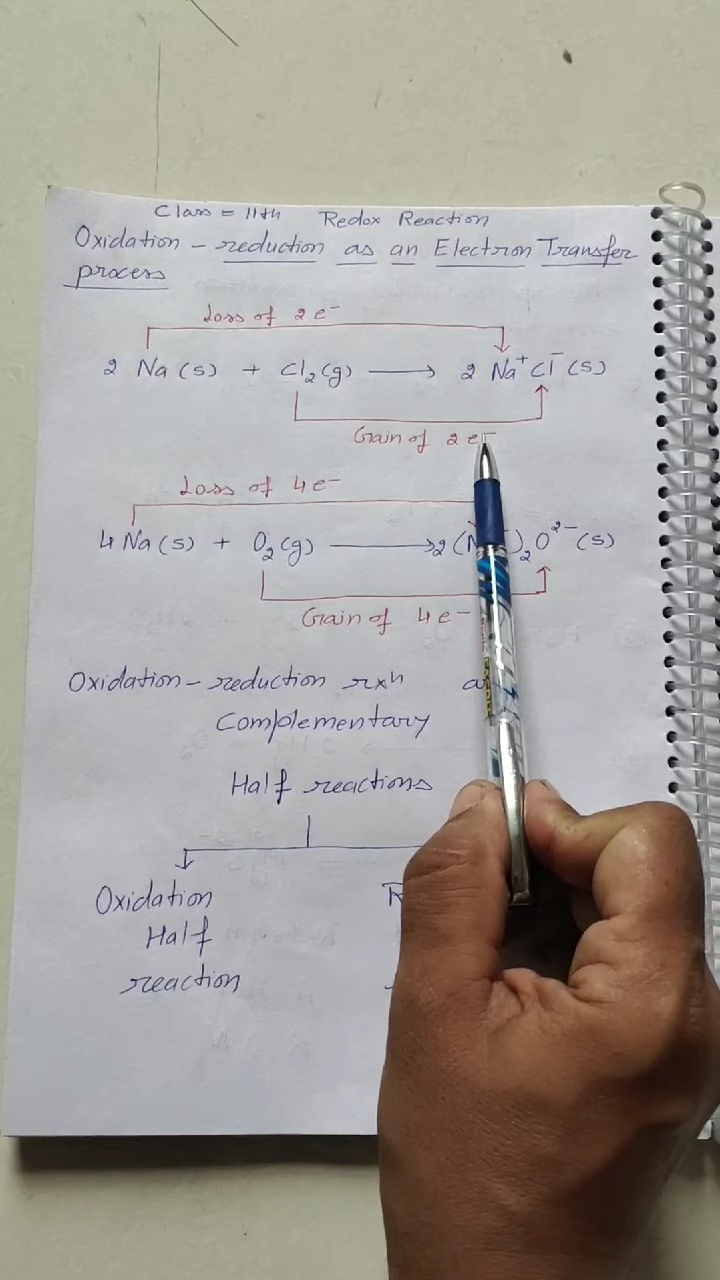 Class = 11th Redox Reaction
Oxidation - reduction as an Electron Transfer
process
Loss of 2 e⁻
2 Na (s) + Cl₂ (g) → 2 Na⁺ Cl⁻ (s)
Gain of 2 e⁻
Loss of 4 e⁻
4 Na (s) + O₂ (g) → 2 (N )₂ O²⁻ (s)
Gain of 4 e⁻
Oxidation - reduction rxn
Complementary
Half reactions
Oxidation
Half
reaction